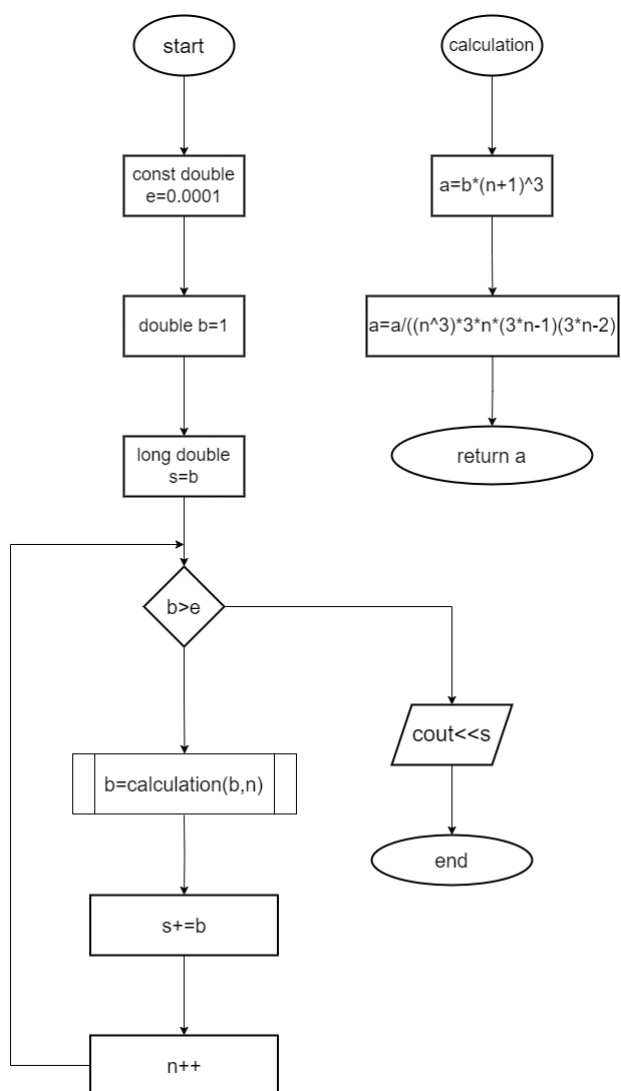 start
const double
e=0.0001
double b=1
long double
s=b
b>e
b=calculation(b,n)
s+=b
n++
cout<<s
end
calculation
a=b*(n+1)^3
a=a/((n^3)*3*n*(3*n-1)(3*n-2)
return a